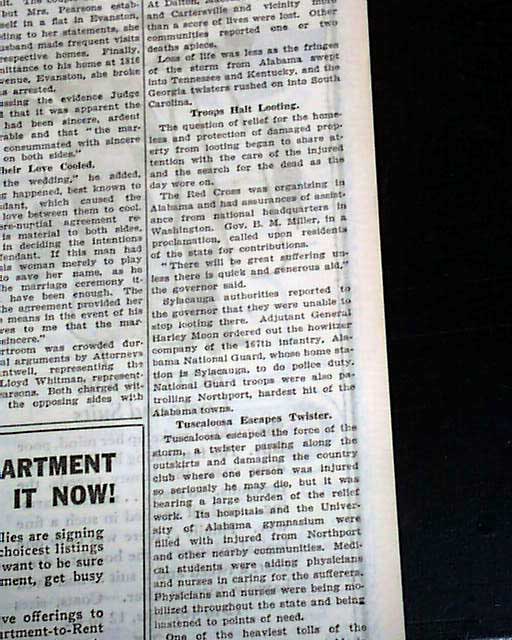 but Mrs. Pearsons estab-
self in a flat in Evanston,
ding to her statements, she
usband made frequent visits
respective homes. Finally,
mittance to his home at 1816
venue, Evanston, she broke
s arrested.
ussing the evidence Judge
d that it was apparent the
had been sincere, ardent
rable and that "the mar-
consummated with sincere
on both sides."
Their Love Cooled.
the wedding," he added,
g happened, best known to
dant, which caused the
love between them to cool.
ere-nuptial agreement re-
is material to both sides,
in deciding the intentions
fendant. If this man had
is woman merely to play
to save her name, as he
he marriage ceremony it-
have been enough. The
he agreement provided her
means in the event of his
ves to me that the mar-
sincere."
rtroom was crowded dur-
al arguments by Attorneys
ntwell, representing the
Lloyd Whitman, represent-
earsons. Both charged wit-
the opposing sides with
ARTMENT
IT NOW!
lies are signing
choicest listings
want to be sure
ment, get busy
ve offerings to
rtment-to-Rent
At Dalton,
and Cartersville and vicinity more
than a score of lives were lost. Other
communities reported one or two
deaths apiece.
Loss of life was less as the fringes
of the storm from Alabama swept
into Tennessee and Kentucky, and the
Georgia twisters rushed on into South
Carolina.
Troops Halt Looting.
The question of relief for the home-
less and protection of damaged prop-
erty from looting began to share at-
tention with the care of the injured
and the search for the dead as the
day wore on.
The Red Cross was organizing in
Alabama and had assurances of assist-
ance from national headquarters in
Washington. Gov. B. M. Miller, in a
proclamation, called upon residents
of the state for contributions.
"There will be great suffering un-
less there is quick and generous aid,"
the governor said.
Sylacauga authorities reported to
the governor that they were unable to
stop looting there. Adjutant General
Harley Moon ordered out the howitzer
company of the 167th infantry, Ala-
bama National Guard, whose home sta-
tion is Sylacauga, to do police duty.
National Guard troops were also pa-
trolling Northport, hardest hit of the
Alabama towns.
Tuscaloosa Escapes Twister.
Tuscaloosa escaped the force of the
storm, a twister passing along the
outskirts and damaging the country
club where one person was injured
so seriously he may die, but it was
bearing a large burden of the relief
work. Its hospitals and the Univer-
sity of Alabama gymnasium were
filled with injured from Northport
and other nearby communities. Medi-
cal students were aiding physicians
and nurses in caring for the sufferers.
Physicians and nurses were being mo-
bilized throughout the state and being
hastened to points of need.
One of the heaviest tolls of the